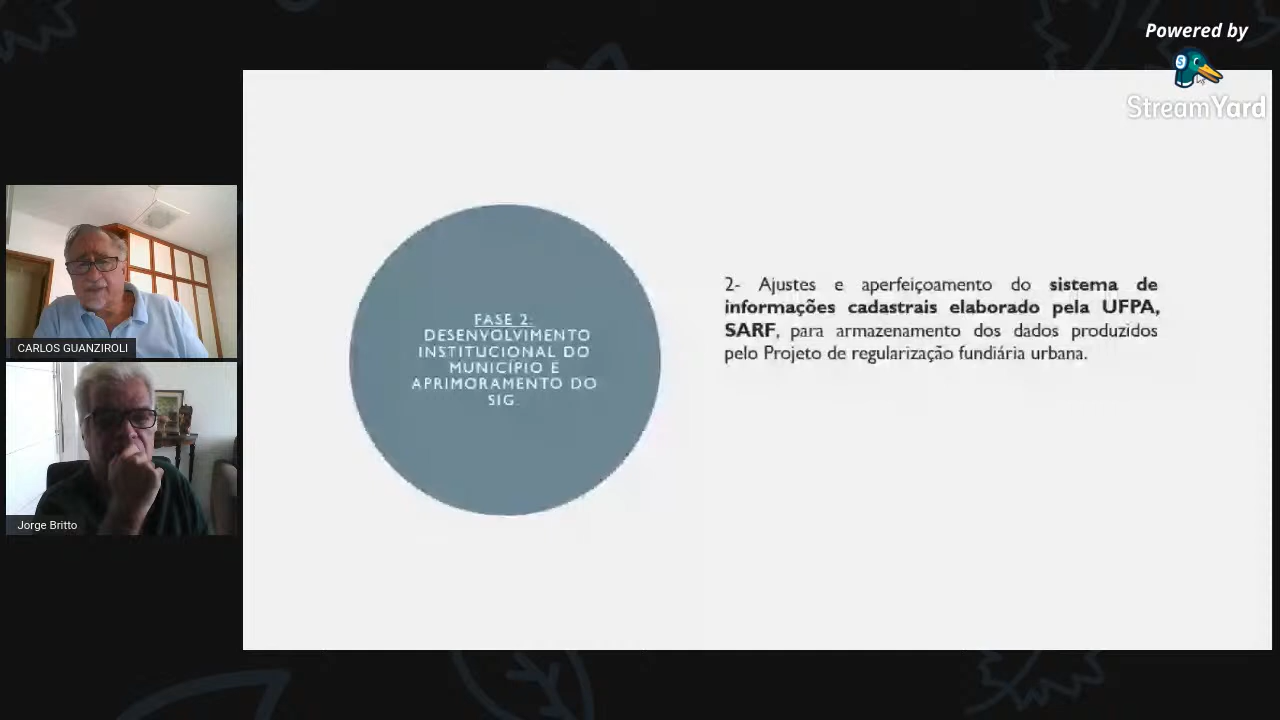 Powered by
StreamYard
CARLOS GUANZIROLI
Jorge Britto
FASE 2:
DESENVOLVIMENTO
INSTITUCIONAL DO
MUNICÍPIO E
APRIMORAMENTO DO
SIG.
2- Ajustes e aperfeiçoamento do sistema de
informações cadastrais elaborado pela UFPA,
SARF, para armazenamento dos dados produzidos
pelo Projeto de regularização fundiária urbana.